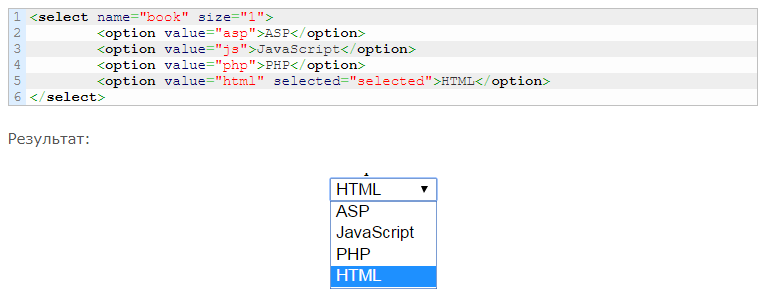 1 <select name="book" size="1">
2 <option value="asp">ASP</option>
3 <option value="js">JavaScript</option>
4 <option value="php">PHP</option>
5 <option value="html" selected="selected">HTML</option>
6 </select>
Результат:
HTML ▼
ASP
JavaScript
PHP
HTML